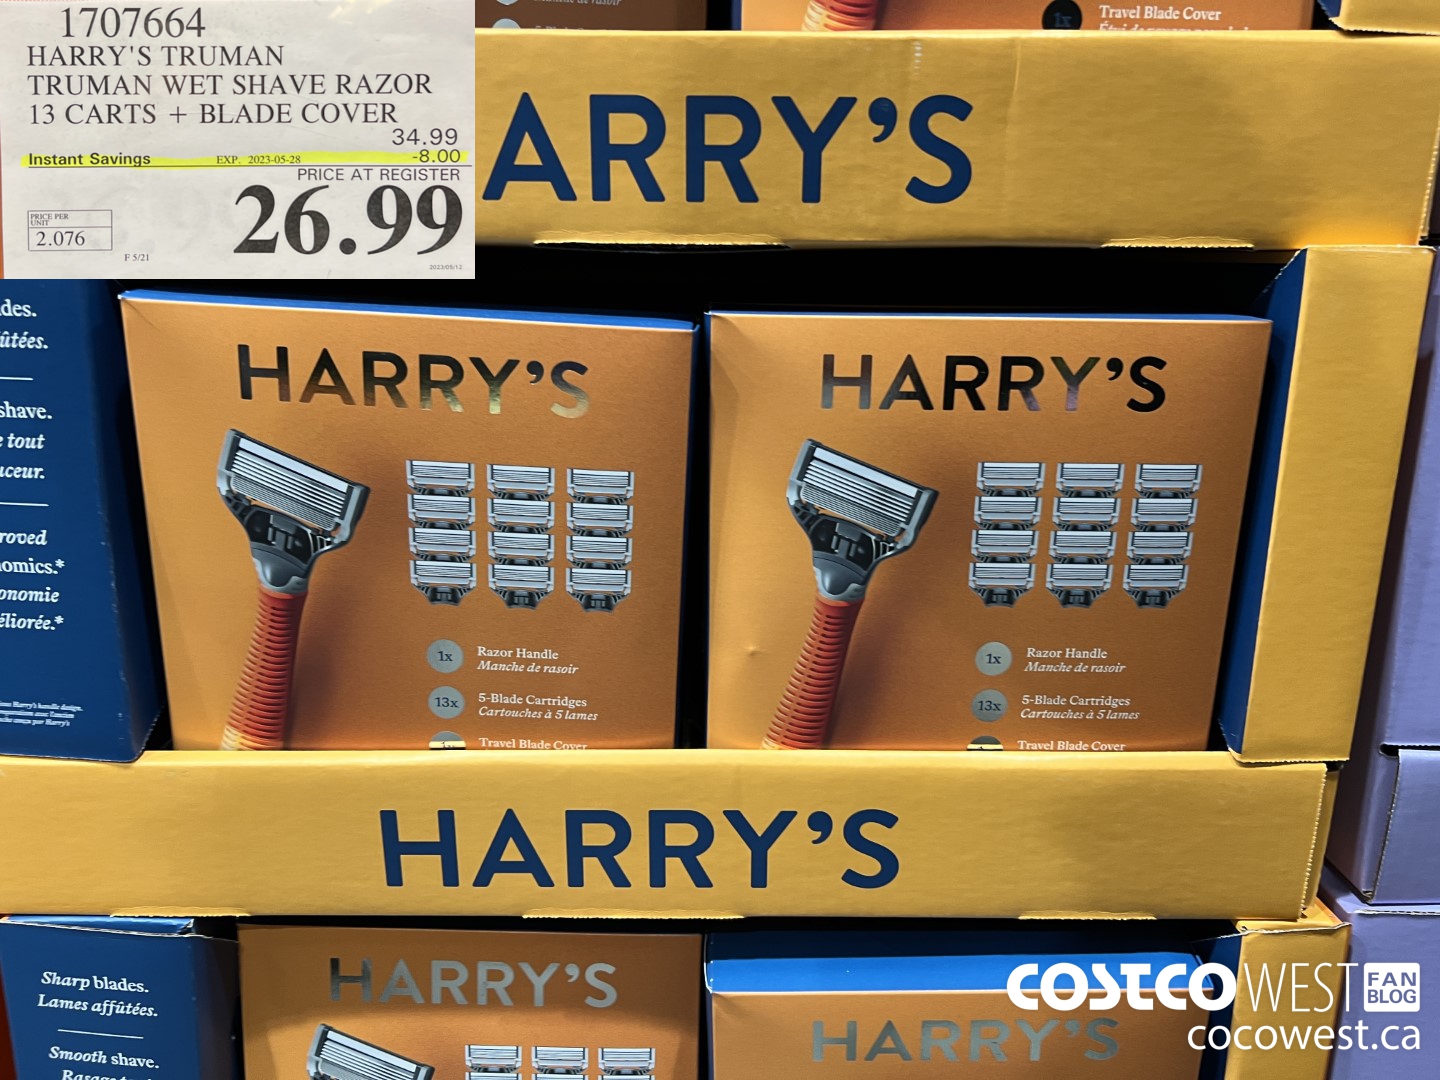 1707664
HARRY'S TRUMAN
TRUMAN WET SHAVE RAZOR
13 CARTS + BLADE COVER
34.99
Instant Savings EXP. 2023-05-28 -8.00
PRICE AT REGISTER
26.99
PRICE PER
UNIT
2.076
F 5/21
2023/05/12
1x Travel Blade Cover
ARRY'S
des.
ûtées.
shave.
e tout
uceur.
roved
omics.*
onomie
éliorée.*
HARRY'S
1x Razor Handle
Manche de rasoir
13x 5-Blade Cartridges
Cartouches à 5 lames
Travel Blade Cover
HARRY'S
1x Razor Handle
Manche de rasoir
13x 5-Blade Cartridges
Cartouches à 5 lames
Travel Blade Cover
HARRY'S
Sharp blades.
Lames affûtées.
Smooth shave.
HARRY'S
HARRY'S
COSTCO WEST FAN
BLOG
cocowest.ca